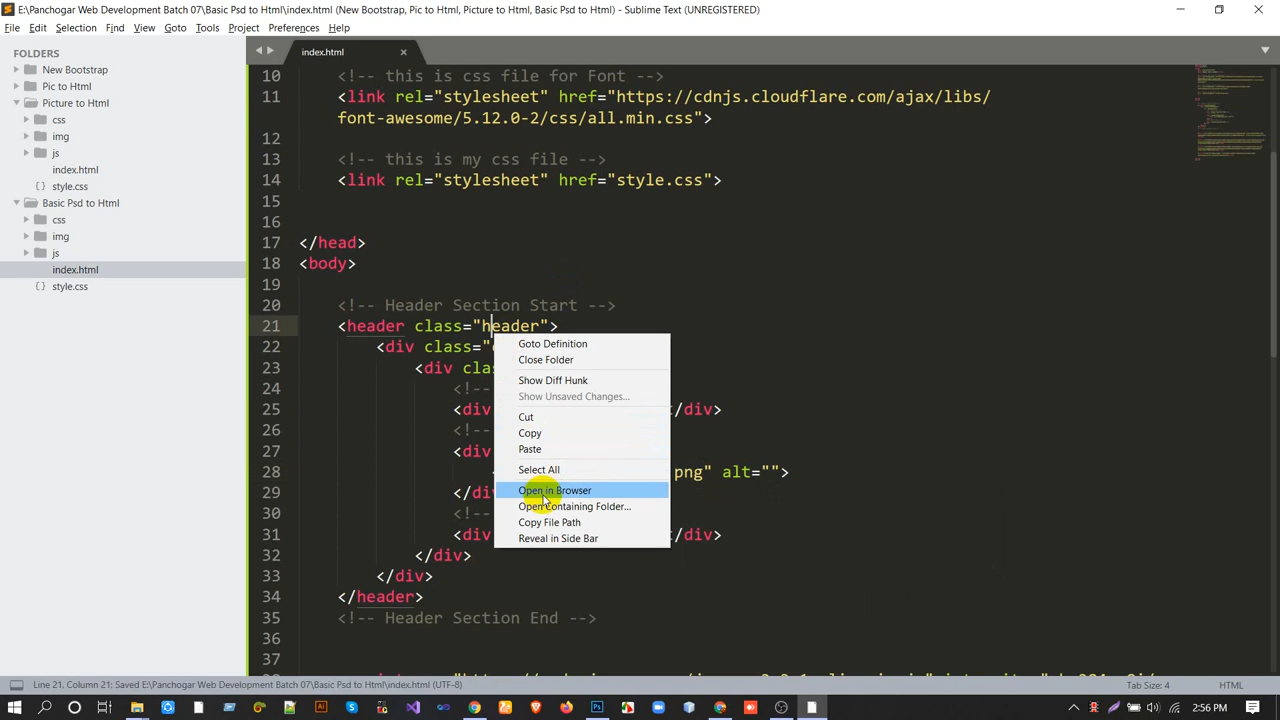 E:\Panchogar Web Development Batch 07\Basic Psd to Html\index.html (New Bootstrap, Pic to Html, Picture to Html, Basic Psd to Html) - Sublime Text (UNREGISTERED)
File Edit Selection Find View Goto Tools Project Preferences Help
FOLDERS
New Bootstrap
Pic to Html
Picture to Html
css
img
js
index.html
style.css
Basic Psd to Html
css
img
js
index.html
style.css
index.html
10 <!-- this is css file for Font -->
11 <link rel="stylesheet" href="https://cdnjs.cloudflare.com/ajax/libs/
font-awesome/5.12.0-2/css/all.min.css">
12
13 <!-- this is my css file -->
14 <link rel="stylesheet" href="style.css">
15
16
17 </head>
18 <body>
19
20 <!-- Header Section Start -->
21 <header class="header">
22 <div class="
23 <div clas
24 <!--
25 <div /div>
26 <!--
27 <div
28 png" alt="">
29 </di
30 <!--
31 <div /div>
32 </div>
33 </div>
34 </header>
35 <!-- Header Section End -->
36
37
Goto Definition
Close Folder
Show Diff Hunk
Show Unsaved Changes...
Cut
Copy
Paste
Select All
Open in Browser
Open Containing Folder...
Copy File Path
Reveal in Side Bar
Line 21, Column 21: Saved E:\Panchogar Web Development Batch 07\Basic Psd to Html\index.html (UTF-8)
Tab Size: 4
HTML
2:56 PM